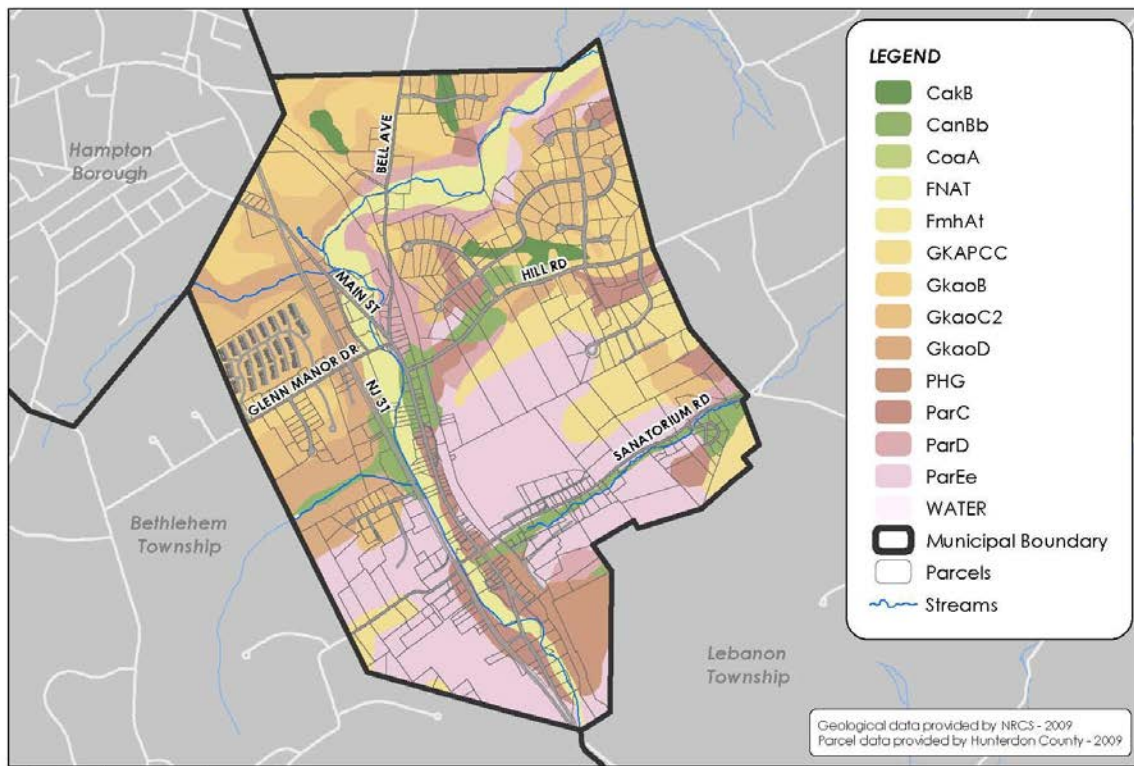 Hampton
Borough
BELL AVE
HILL RD
MAIN ST
GLENN MANOR DR
NJ 31
SANATORIUM RD
Bethlehem
Township
Lebanon
Township
LEGEND
CakB
CanBb
CoaA
FNAT
FmhAt
GKAPCC
GkaoB
GkaoC2
GkaoD
PHG
ParC
ParD
ParEe
WATER
Municipal Boundary
Parcels
Streams
Geological data provided by NRCS - 2009
Parcel data provided by Hunterdon County - 2009